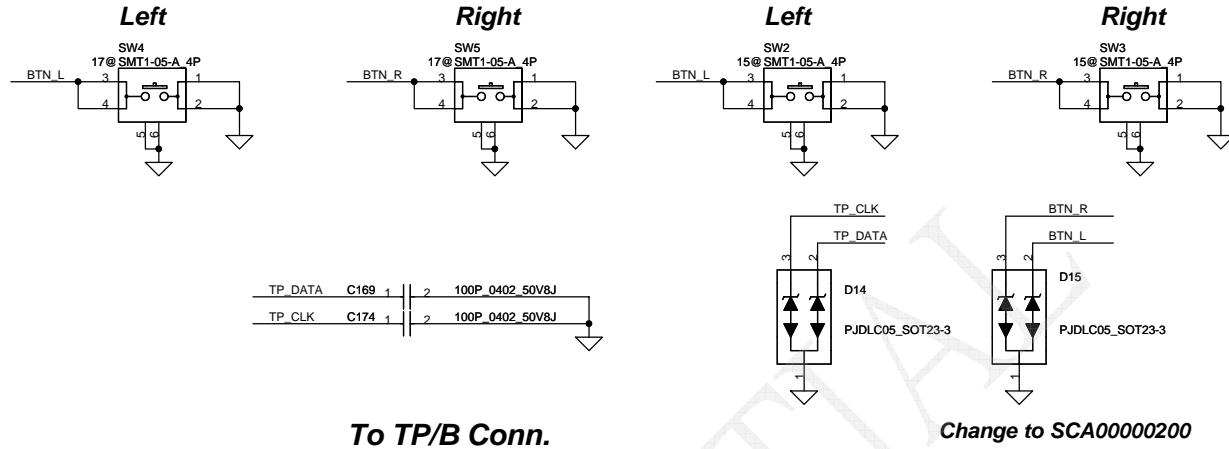 Left
Right
Left
Right
SW4
17@ SMT1-05-A_4P
BTN_L
3
1
4
2
5
6
SW5
17@ SMT1-05-A_4P
BTN_R
3
1
4
2
5
6
SW2
15@ SMT1-05-A_4P
BTN_L
3
1
4
2
5
6
SW3
15@ SMT1-05-A_4P
BTN_R
3
1
4
2
5
6
TP_CLK
TP_DATA
3
2
D14
PJDLC05_SOT23-3
1
BTN_R
BTN_L
3
2
D15
PJDLC05_SOT23-3
1
TP_DATA C169 1 2 100P_0402_50V8J
TP_CLK C174 1 2 100P_0402_50V8J
To TP/B Conn.
Change to SCA00000200